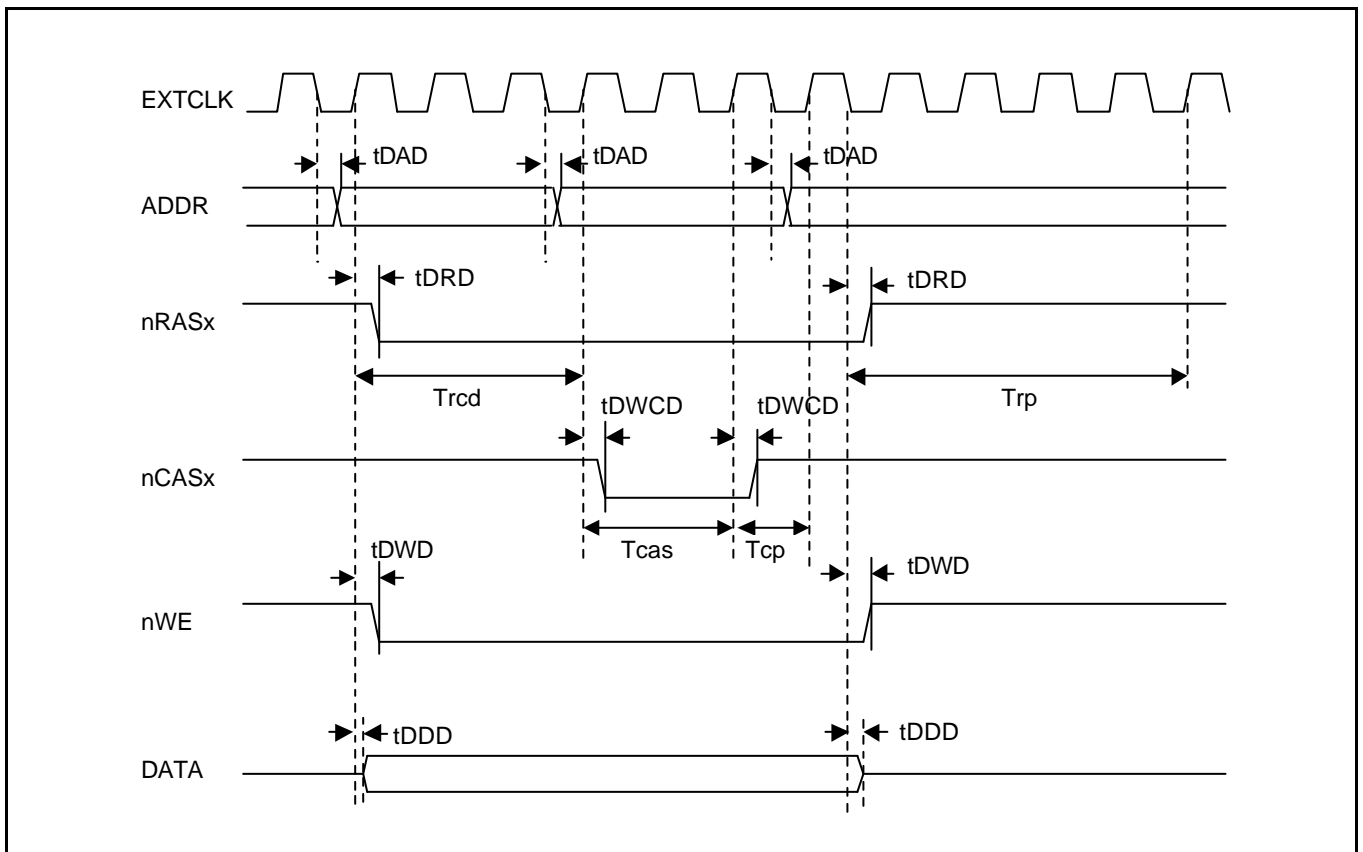 EXTCLK
tDAD tDAD tDAD
ADDR
tDRD tDRD
nRASx
Trcd Trp
tDWCD tDWCD
nCASx
Tcas Tcp
tDWD tDWD
nWE
tDDD tDDD
DATA